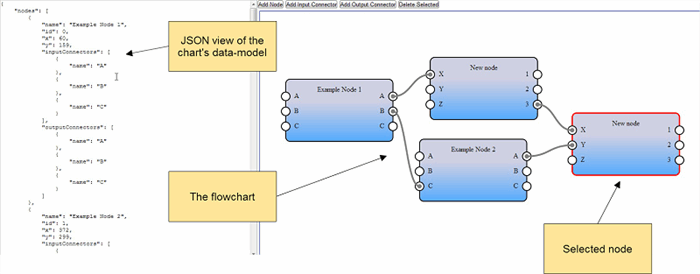 {
"nodes": [
{
"name": "Example Node 1",
"id": 0,
"x": 60,
"y": 159,
"inputConnectors": [
{
"name": "A"
},
{
"name": "B"
},
{
"name": "C"
}
],
"outputConnectors": [
{
"name": "A"
},
{
"name": "B"
},
{
"name": "C"
}
]
},
{
"name": "Example Node 2",
"id": 1,
"x": 372,
"y": 299,
"inputConnectors": [
{
JSON view of the
chart's data-model
The flowchart
Add Node Add Input Connector Add Output Connector Delete Selected
Example Node 1
A A
B B
C C
New node
X 1
Y 2
Z 3
Example Node 2
A A
B B
C C
New node
X 1
Y 2
Z 3
Selected node